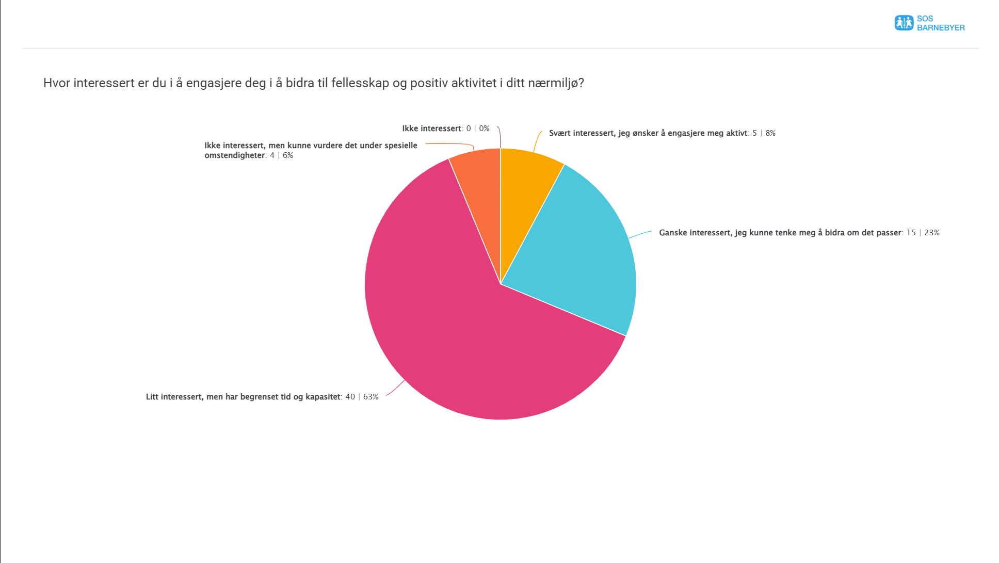 SOS
BARNEBYER
Hvor interessert er du i å engasjere deg i å bidra til fellesskap og positiv aktivitet i ditt nærmiljø?
Ikke interessert: 0 | 0%
Svært interessert, jeg ønsker å engasjere meg aktivt: 5 | 8%
Ikke interessert, men kunne vurdere det under spesielle
omstendigheter: 4 | 6%
Ganske interessert, jeg kunne tenke meg å bidra om det passer: 15 | 23%
Litt interessert, men har begrenset tid og kapasitet: 40 | 63%